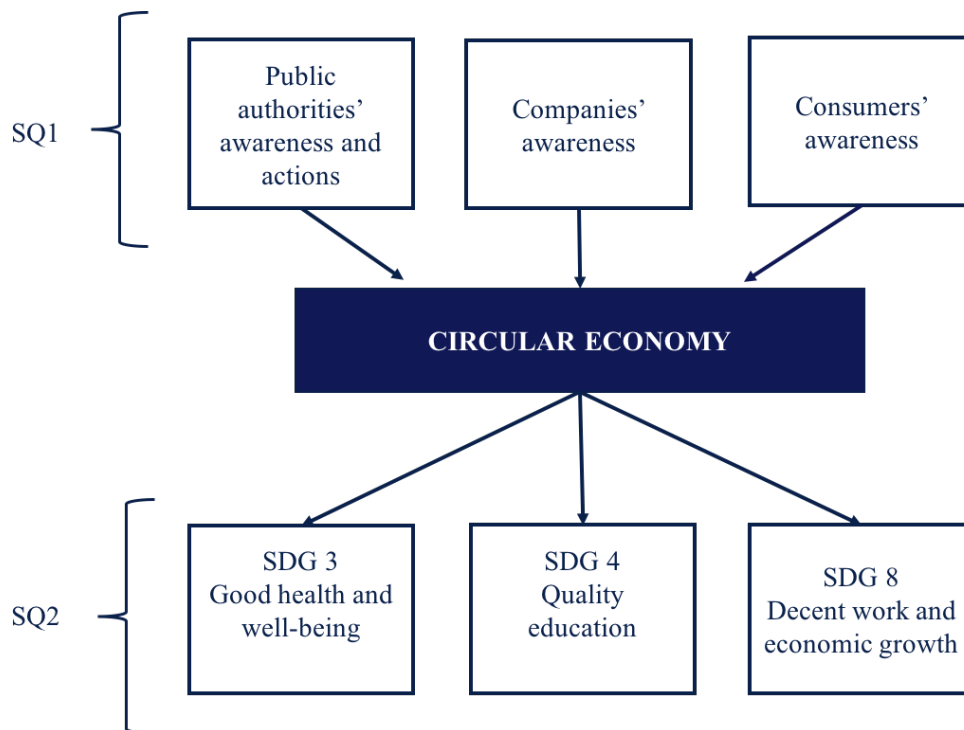 SQ1
Public
authorities’
awareness and
actions
Companies’
awareness
Consumers’
awareness
CIRCULAR ECONOMY
SQ2
SDG 3
Good health and
well-being
SDG 4
Quality
education
SDG 8
Decent work and
economic growth